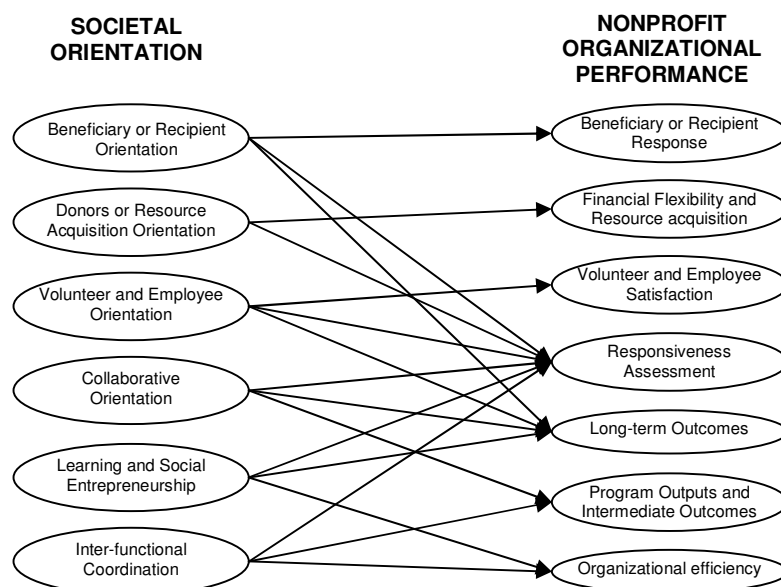 SOCIETAL
ORIENTATION
NONPROFIT
ORGANIZATIONAL
PERFORMANCE
Beneficiary or Recipient
Orientation
Donors or Resource
Acquisition Orientation
Volunteer and Employee
Orientation
Collaborative
Orientation
Learning and Social
Entrepreneurship
Inter-functional
Coordination
Beneficiary or Recipient
Response
Financial Flexibility and
Resource acquisition
Volunteer and Employee
Satisfaction
Responsiveness
Assessment
Long-term Outcomes
Program Outputs and
Intermediate Outcomes
Organizational efficiency